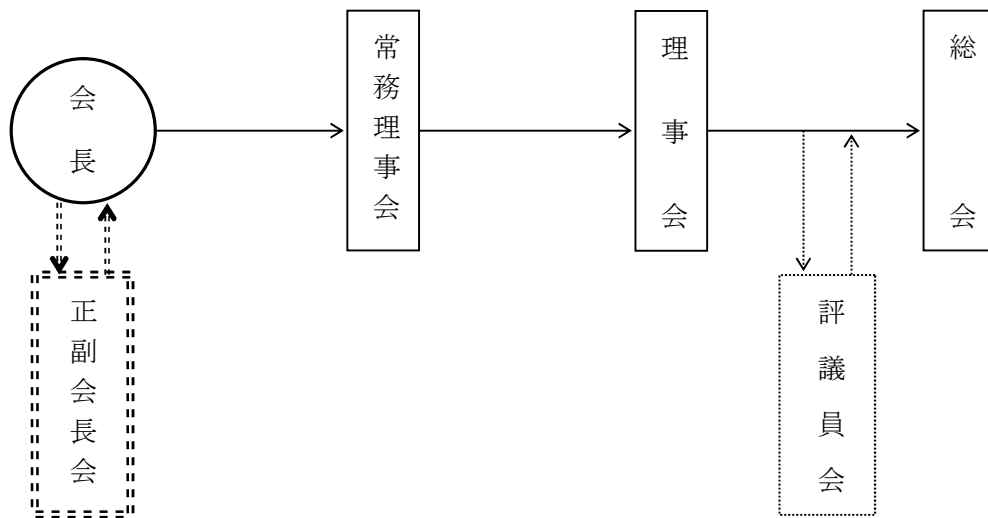 会長
常務理事会
理事会
総会
正副会長会
評議員会